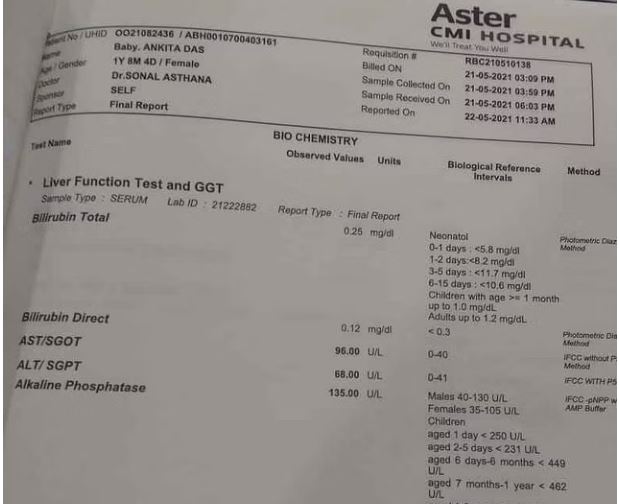 Aster
CMI HOSPITAL
We'll Treat You Well
Patient No / UHID OO21082436 / ABH0010700403161
Name Baby. ANKITA DAS
Age / Gender 1Y 8M 4D / Female
Doctor Dr.SONAL ASTHANA
Sponsor SELF
Report Type Final Report
Requisition # RBC210510138
Billed ON 21-05-2021 03:09 PM
Sample Collected On 21-05-2021 03:59 PM
Sample Received On 21-05-2021 06:03 PM
Reported On 22-05-2021 11:33 AM
BIO CHEMISTRY
Test Name Observed Values Units Biological Reference Intervals Method
Liver Function Test and GGT
Sample Type : SERUM Lab ID : 21222882 Report Type : Final Report
Bilirubin Total 0.25 mg/dl Neonatol Photometric Diaz
0-1 days : <5.8 mg/dl Method
1-2 days:<8.2 mg/dl
3-5 days : <11.7 mg/dl
6-15 days : <10.6 mg/dl
Children with age >= 1 month
up to 1.0 mg/dL
Adults up to 1.2 mg/dL
Bilirubin Direct 0.12 mg/dl < 0.3 Photometric Dia
Method
AST/SGOT 96.00 U/L 0-40 IFCC without P
Method
ALT/ SGPT 68.00 U/L 0-41 IFCC WITH P5
Alkaline Phosphatase 135.00 U/L Males 40-130 U/L IFCC -pNPP w
Females 35-105 U/L AMP Buffer
Children
aged 1 day < 250 U/L
aged 2-5 days < 231 U/L
aged 6 days-6 months < 449
U/L
aged 7 months-1 year < 462
U/L